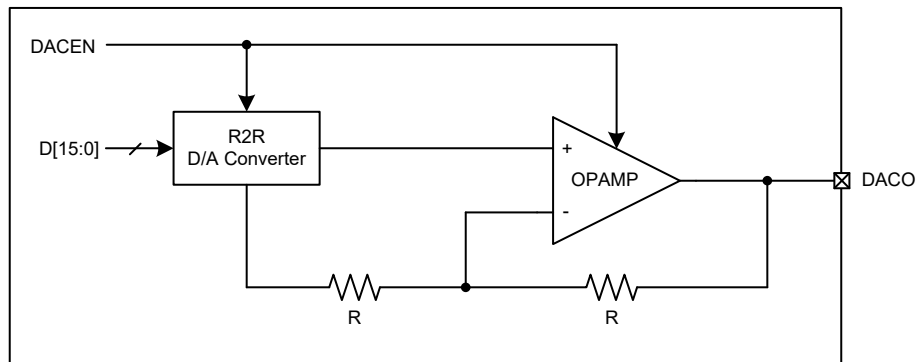 DACEN
D[15:0]
R2R
D/A Converter
+
OPAMP
-
DACO
R
R